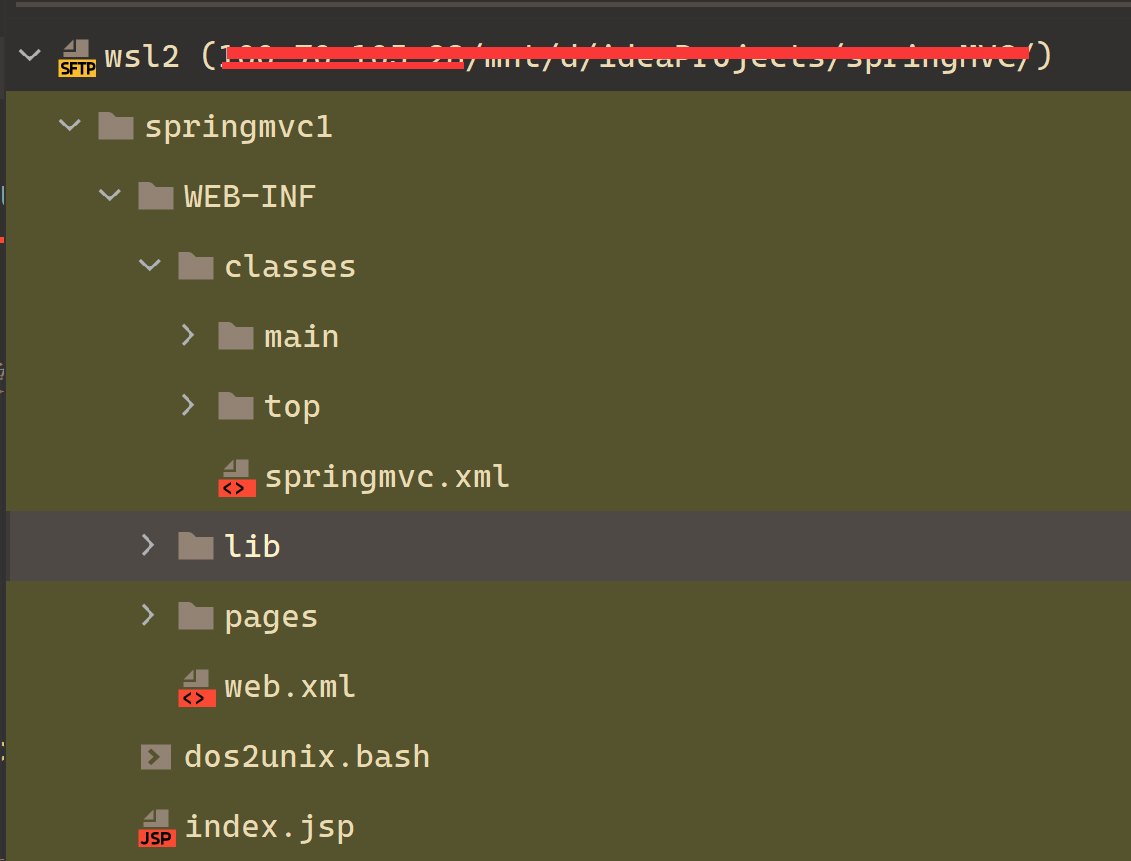 SFTP wsl2 (/mnt/d/ideaProjects/springMVC/)
springmvc1
WEB-INF
classes
main
top
<> springmvc.xml
lib
pages
<> web.xml
dos2unix.bash
JSP index.jsp